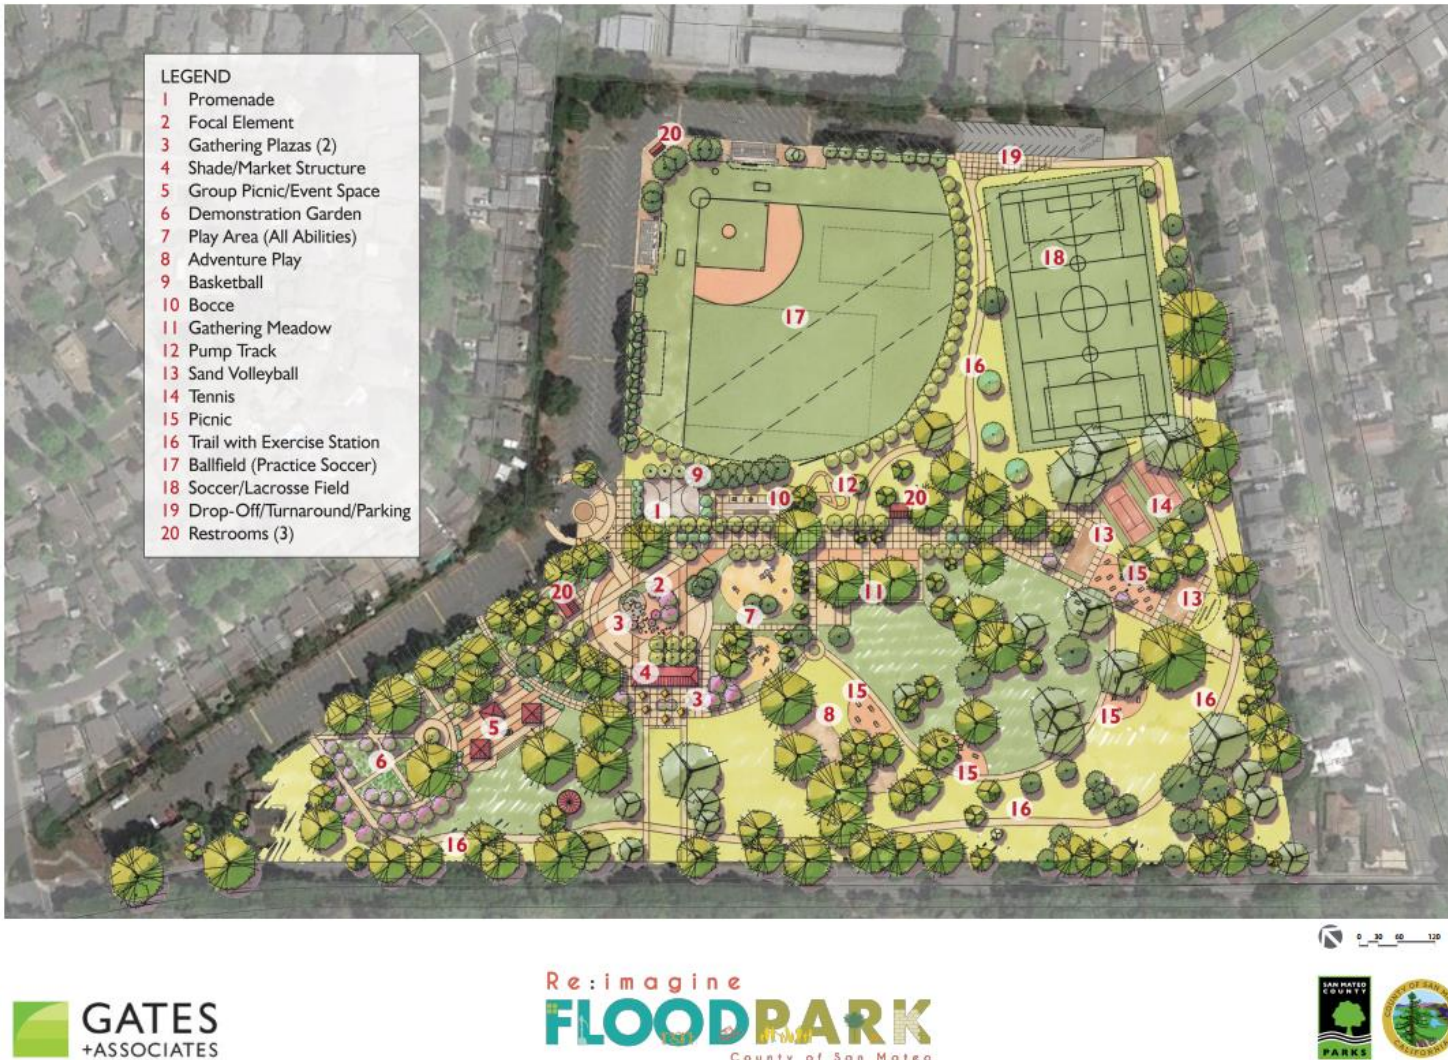 LEGEND
1 Promenade
2 Focal Element
3 Gathering Plazas (2)
4 Shade/Market Structure
5 Group Picnic/Event Space
6 Demonstration Garden
7 Play Area (All Abilities)
8 Adventure Play
9 Basketball
10 Bocce
11 Gathering Meadow
12 Pump Track
13 Sand Volleyball
14 Tennis
15 Picnic
16 Trail with Exercise Station
17 Ballfield (Practice Soccer)
18 Soccer/Lacrosse Field
19 Drop-Off/Turnaround/Parking
20 Restrooms (3)
20
19
18
17
16
9
12
10
20
1
14
13
15
2
11
20
13
3
7
4
15
3
16
8
15
5
6
15
16
16
0 30 60 120
GATES
+ASSOCIATES
Re:imagine
FLOODPARK
County of San Mateo
SAN MATEO
COUNTY
PARKS
COUNTY OF SAN M
CALIFORNIA